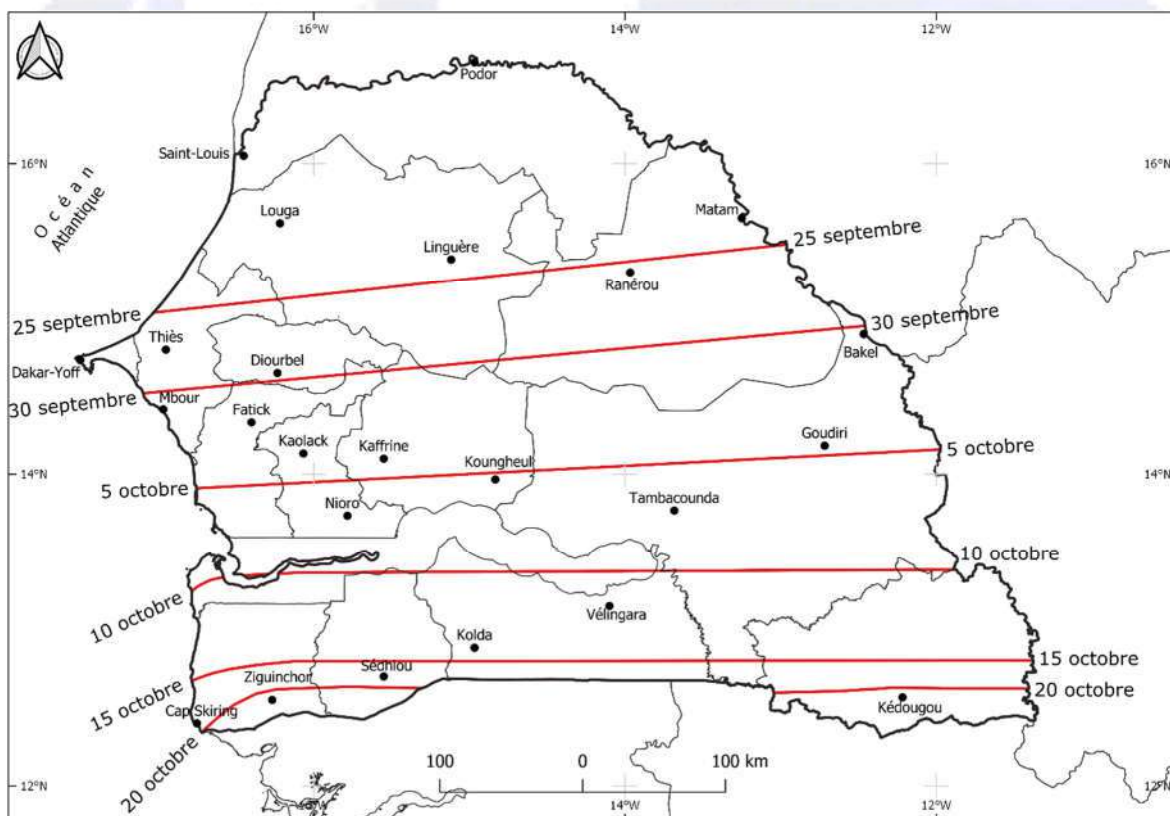 16°W
14°W
12°W
Podor
Saint-Louis
16°N
16°N
Océan
Atlantique
Matam
Louga
Linguère
25 septembre
Ranérou
25 septembre
30 septembre
Thiès
Bakel
Dakar-Yoff
Diourbel
30 septembre
Mbour
Fatick
Kaolack
Kaffrine
Goudiri
5 octobre
Koungheul
14°N
14°N
5 octobre
Nioro
Tambacounda
10 octobre
10 octobre
Vélingara
Kolda
15 octobre
Sédhiou
Ziguinchor
20 octobre
15 octobre
Cap Skiring
Kédougou
20 octobre
100 0 100 km
12°N
12°N
16°W
14°W
12°W